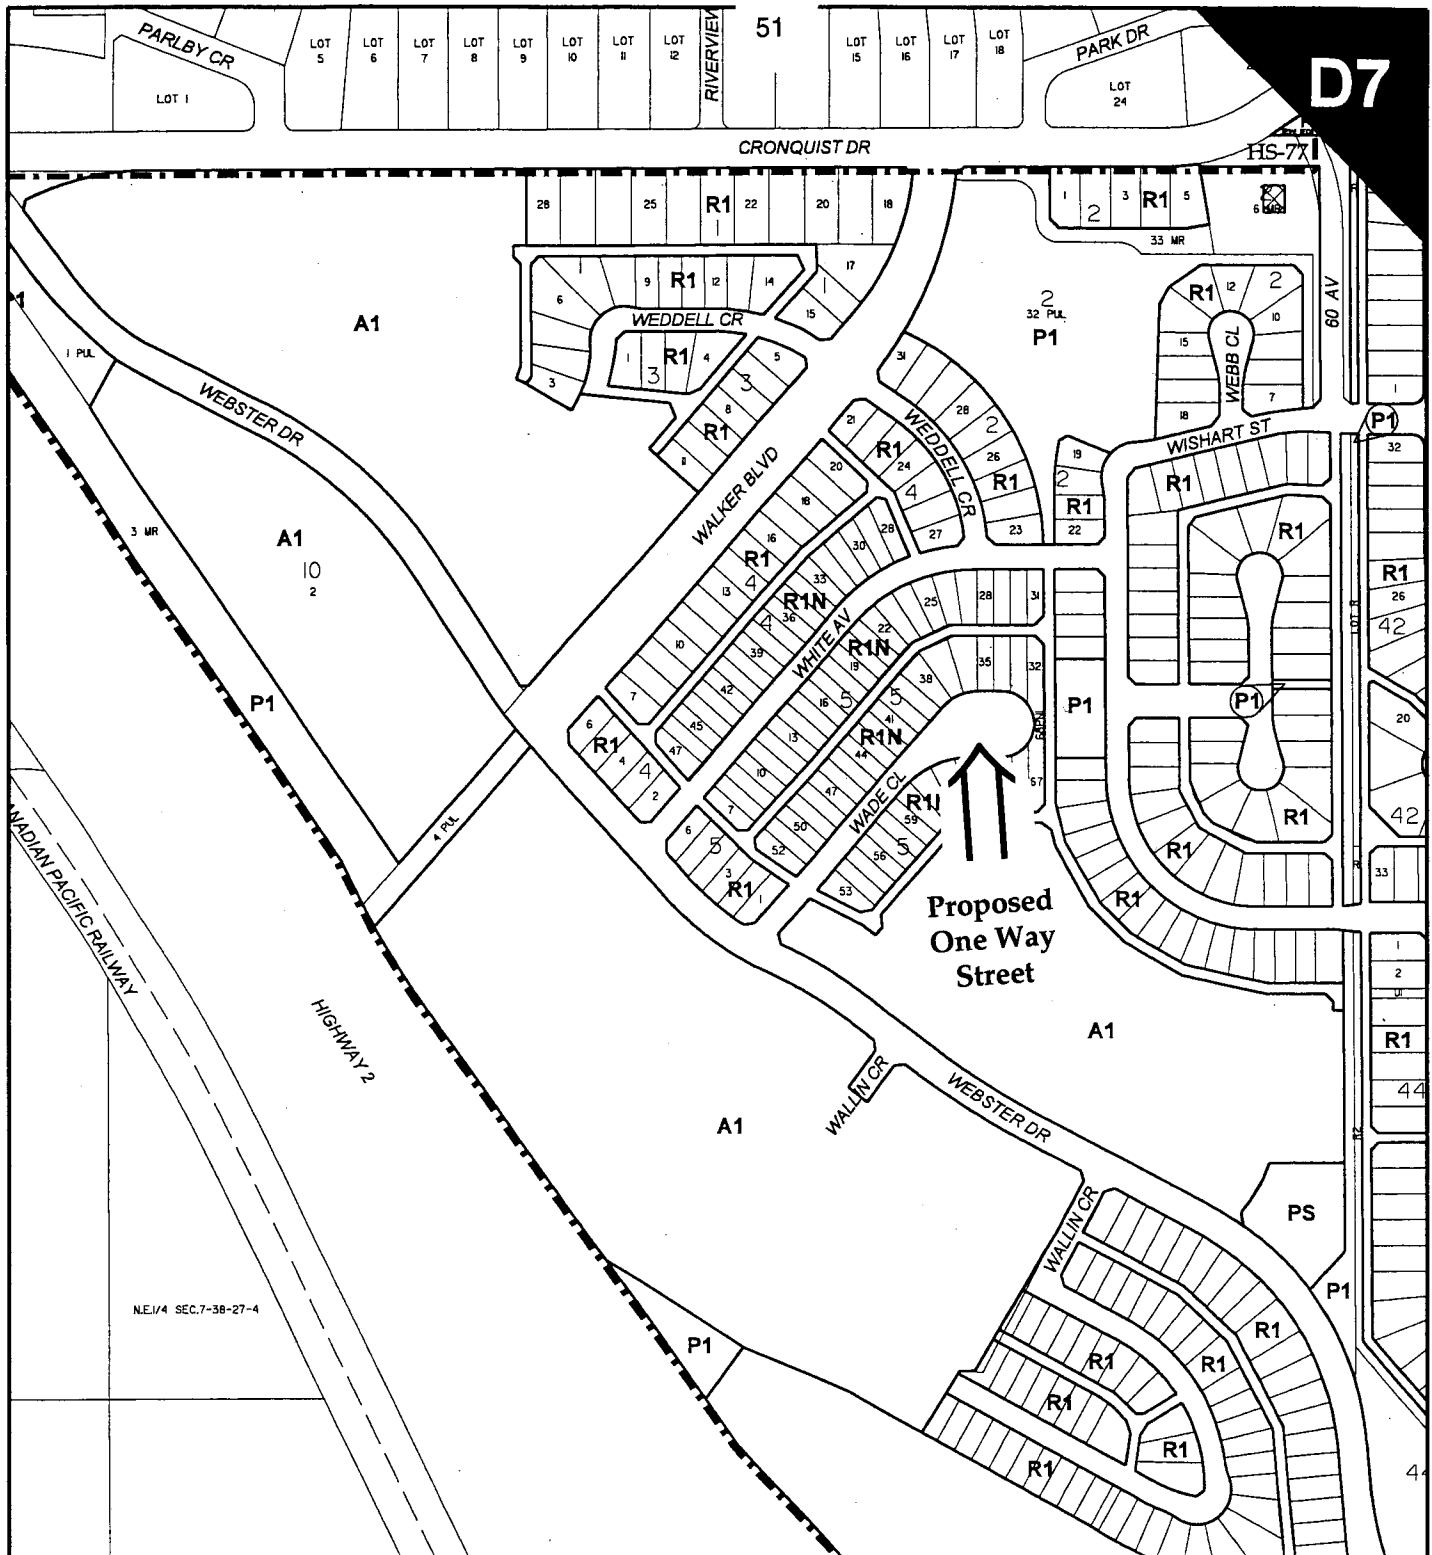 51
D7
PARLBY CR
LOT 1
LOT 5
LOT 6
LOT 7
LOT 8
LOT 9
LOT 10
LOT 11
LOT 12
RIVERVIEW
LOT 15
LOT 16
LOT 17
LOT 18
PARK DR
LOT 24
CRONQUIST DR
HS-77
28
25
R1
1
22
20
18
1
2
3
R1
5
33 MR
17
1
15
1
6
9
R1
12
14
3
WEDDELL CR
1
3
R1
4
5
3
8
R1
11
A1
1 PUL
WEBSTER DR
2
32 PUL
P1
R1
12
2
10
15
7
18
WEBB CL
60 AV
1
P1
32
WISHART ST
R1
31
28
2
26
R1
23
WEDDELL CR
21
R1
24
4
27
19
2
R1
22
WALKER BLVD
20
18
16
R1
4
13
10
7
28
30
33
R1N
36
4
39
42
45
47
WHITE AV
25
28
31
22
R1N
19
16
5
13
10
7
35
32
38
5
41
R1N
44
47
50
52
WADE CL
R1
59
56
5
53
67
3 MR
A1
10
2
P1
6
R1
4
4
2
6
5
3
R1
1
4 PUL
P1
P1
R1
R1
R1
R1
LOT R
R1
26
42
20
42
33
1
2
R1
44
Proposed
One Way
Street
CANADIAN PACIFIC RAILWAY
HIGHWAY 2
A1
A1
WALLIN CR
WEBSTER DR
WALLIN CR
PS
P1
R2
N.E.1/4 SEC.7-38-27-4
P1
R1
R1
R1
R1
R1
R1